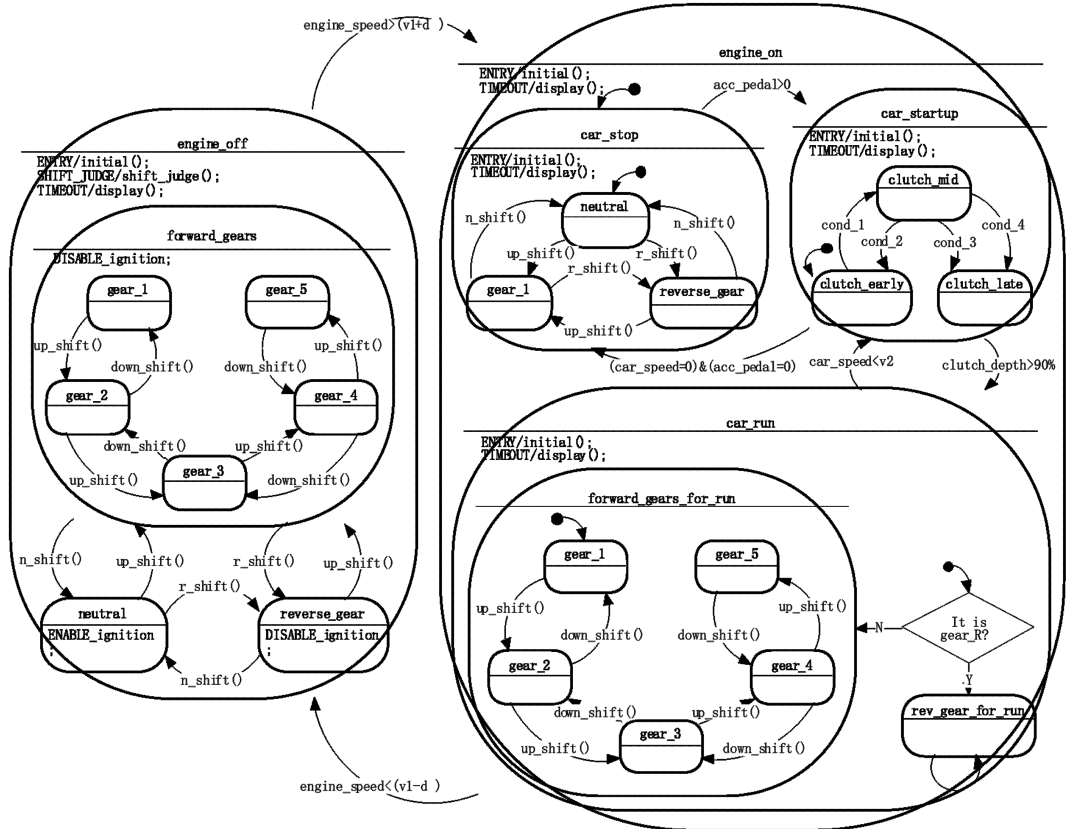 engine_speed>(v1+d )
engine_off
ENTRY/initial();
SHIFT_JUDGE/shift_judge();
TIMEOUT/display();
forward_gears
DISABLE_ignition;
gear_1
gear_5
up_shift()
down_shift()
down_shift()
up_shift()
gear_2
gear_4
down_shift()
up_shift()
gear_3
up_shift()
down_shift()
n_shift()
up_shift()
r_shift()
up_shift()
r_shift()
neutral
ENABLE_ignition
;
reverse_gear
DISABLE_ignition
;
n_shift()
engine_on
ENTRY/initial();
TIMEOUT/display();
acc_pedal>0
car_stop
ENTRY/initial();
TIMEOUT/display();
neutral
n_shift()
n_shift()
up_shift()
r_shift()
r_shift()
gear_1
reverse_gear
up_shift()
car_startup
ENTRY/initial();
TIMEOUT/display();
clutch_mid
cond_1
cond_2
cond_3
cond_4
clutch_early
clutch_late
(car_speed=0)&(acc_pedal=0)
car_speed<v2
clutch_depth>90%
car_run
ENTRY/initial();
TIMEOUT/display();
forward_gears_for_run
gear_1
gear_5
up_shift()
down_shift()
down_shift()
up_shift()
gear_2
gear_4
down_shift()
up_shift()
gear_3
up_shift()
down_shift()
It is
gear_R?
N
.Y
rev_gear_for_run
engine_speed<(v1-d )